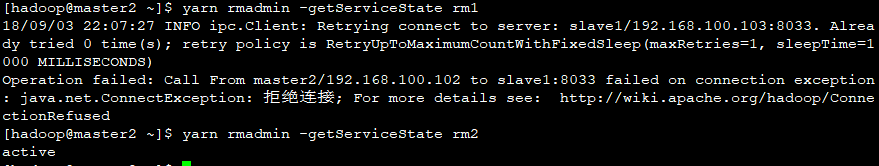 [hadoop@master2 ~]$ yarn rmadmin -getServiceState rm1
18/09/03 22:07:27 INFO ipc.Client: Retrying connect to server: slave1/192.168.100.103:8033. Alrea
dy tried 0 time(s); retry policy is RetryUpToMaximumCountWithFixedSleep(maxRetries=1, sleepTime=1
000 MILLISECONDS)
Operation failed: Call From master2/192.168.100.102 to slave1:8033 failed on connection exception
: java.net.ConnectException: 拒绝连接; For more details see:  http://wiki.apache.org/hadoop/Conne
ctionRefused
[hadoop@master2 ~]$ yarn rmadmin -getServiceState rm2
active